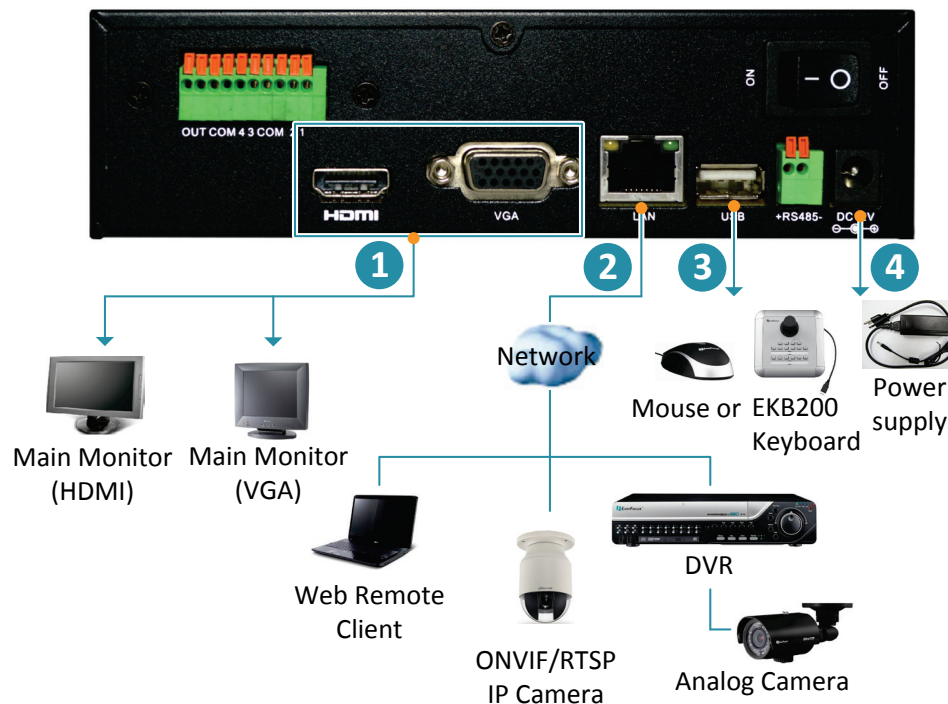 ON
OFF
OUT COM 4 3 COM 2 1
HDMI
VGA
LAN
USB
+RS485-
DC
V
1
2
3
4
Network
Mouse or
EKB200
Keyboard
Power
supply
Main Monitor
(HDMI)
Main Monitor
(VGA)
EverFocus
Web Remote
Client
DVR
ONVIF/RTSP
IP Camera
Analog Camera